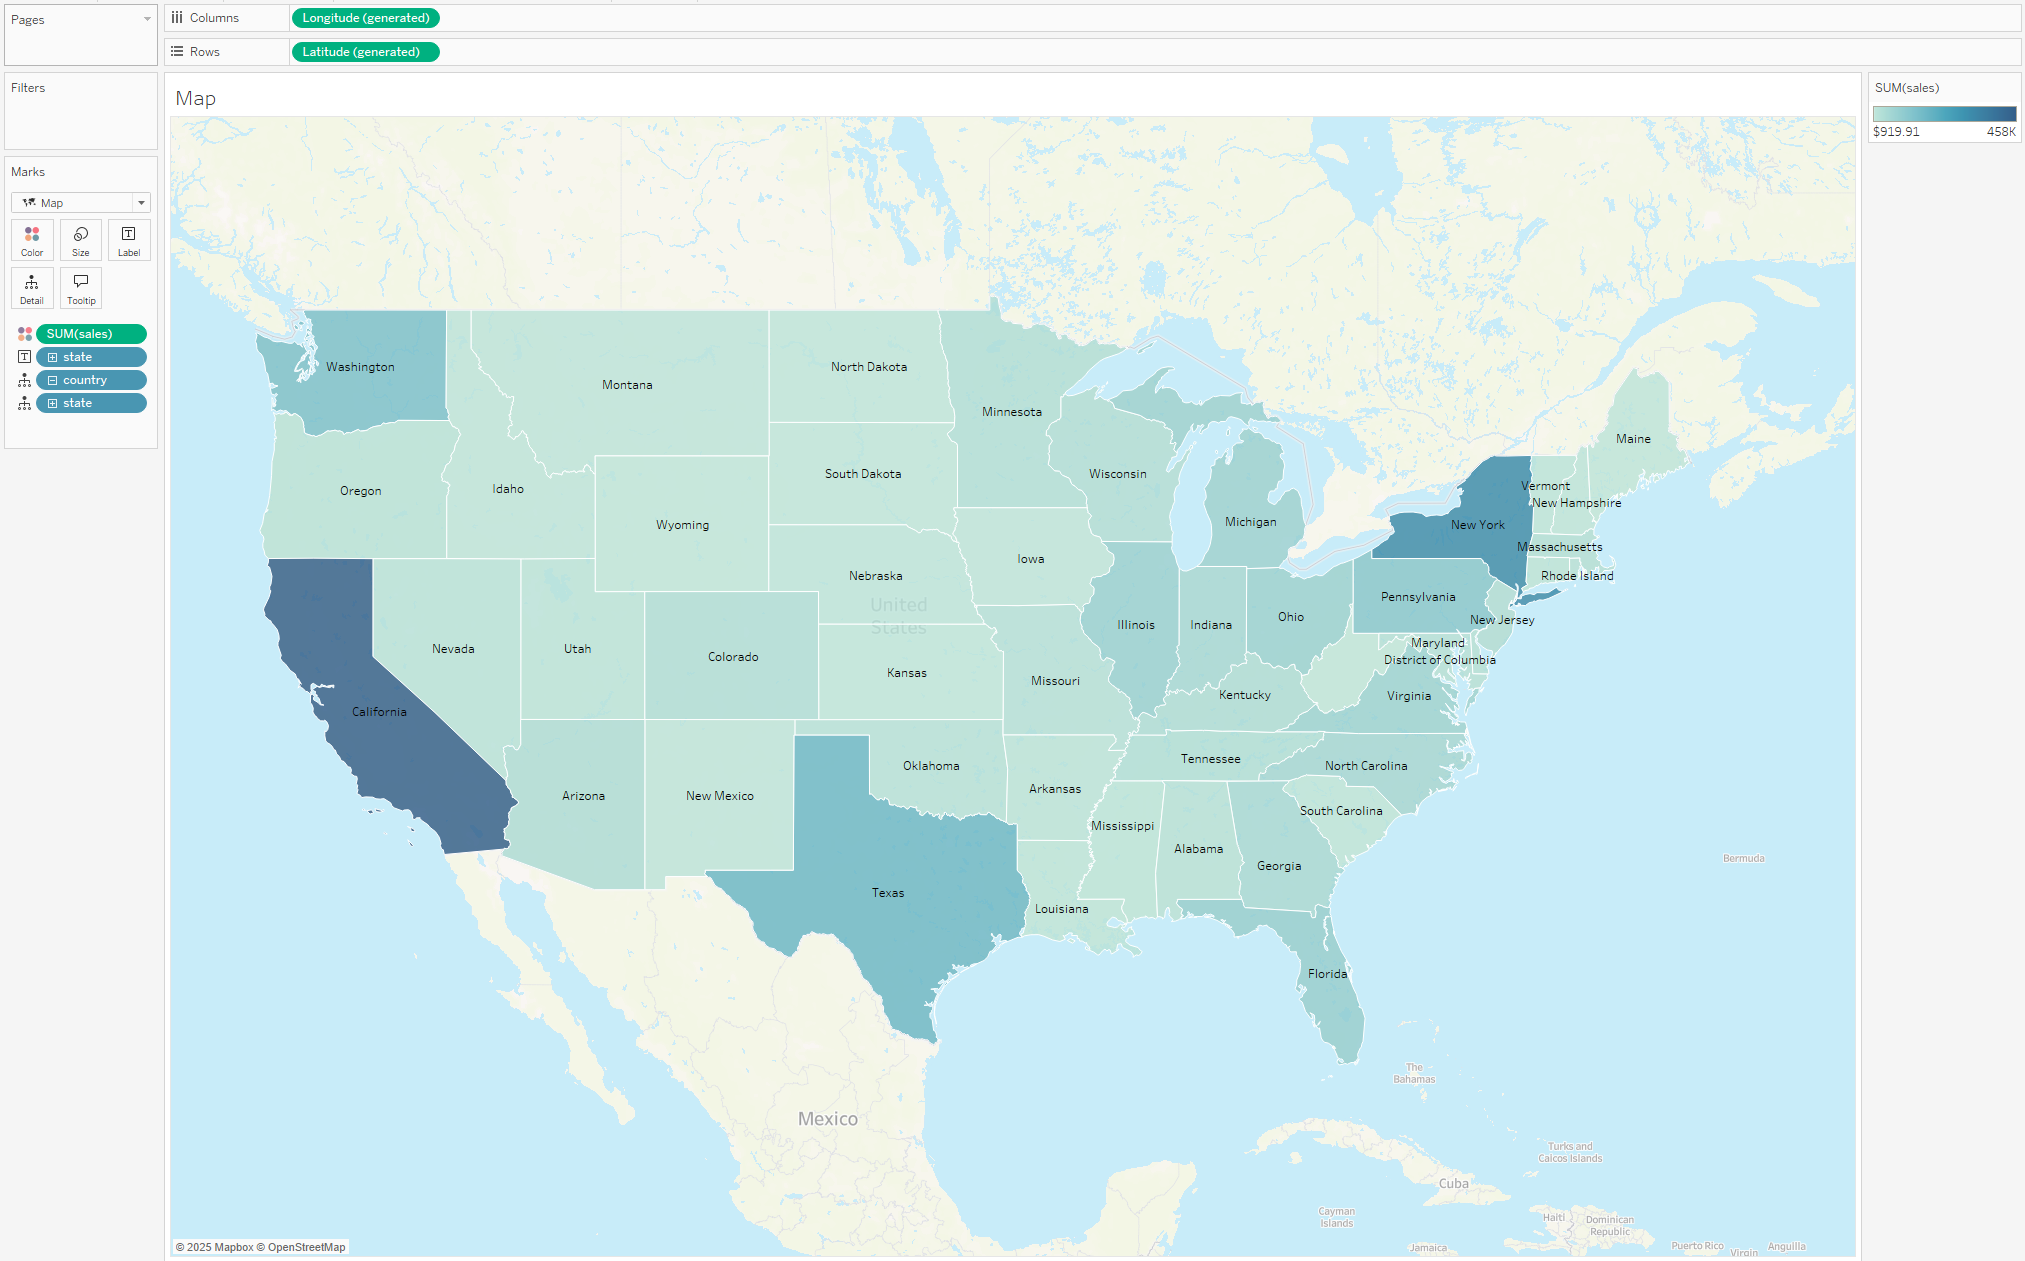 Pages
Columns
Longitude (generated)
Rows
Latitude (generated)
Filters
Marks
Map
Color
Size
Label
Detail
Tooltip
SUM(sales)
state
country
state
Map
Washington
Montana
North Dakota
Minnesota
Maine
Oregon
Idaho
Wyoming
South Dakota
Wisconsin
Michigan
Vermont
New Hampshire
New York
Massachusetts
Rhode Island
Iowa
Nebraska
United
States
Pennsylvania
New Jersey
Illinois
Indiana
Ohio
Maryland
District of Columbia
Nevada
Utah
Colorado
Kansas
Missouri
Kentucky
Virginia
California
Arizona
New Mexico
Oklahoma
Arkansas
Tennessee
North Carolina
South Carolina
Mississippi
Alabama
Georgia
Texas
Louisiana
Florida
Bermuda
Mexico
The
Bahamas
Turks and
Caicos Islands
Cuba
Cayman
Islands
Haiti
Dominican
Republic
Jamaica
Puerto Rico
Virgin
Anguilla
© 2025 Mapbox © OpenStreetMap
SUM(sales)
$919.91
458K